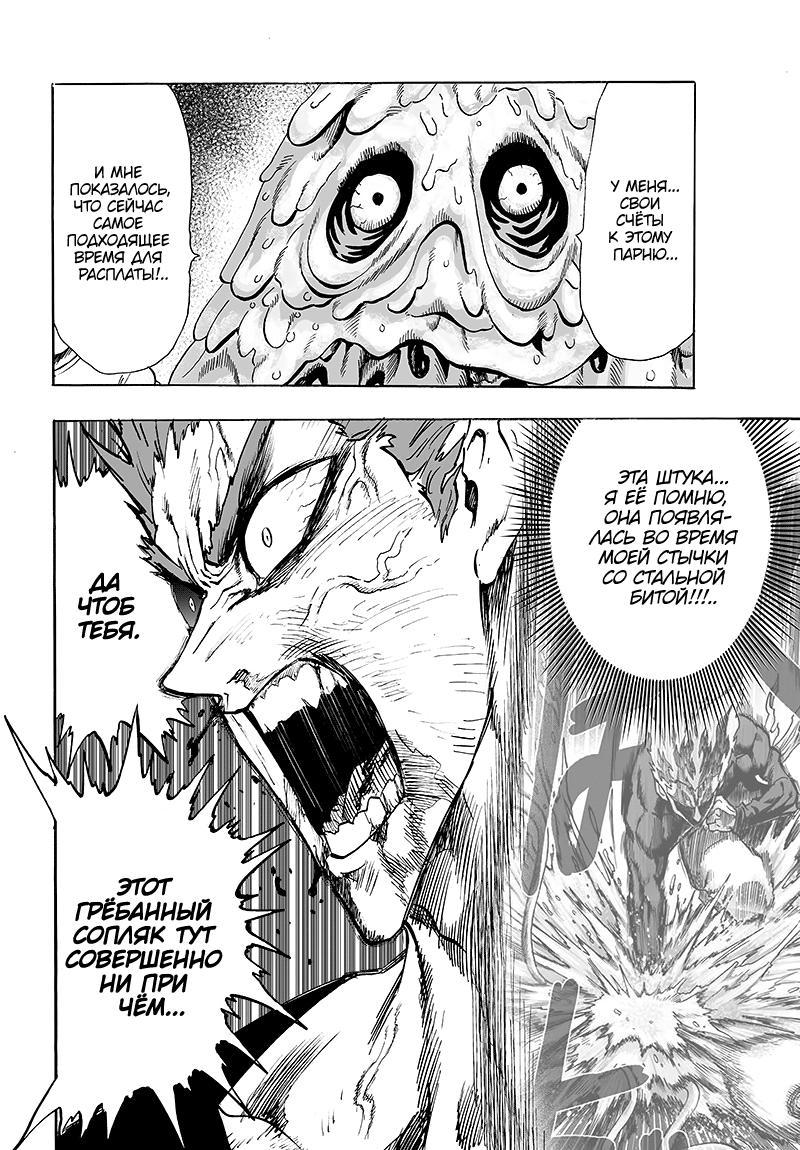 У МЕНЯ...
СВОИ
СЧЁТЫ
К ЭТОМУ
ПАРНЮ...
И МНЕ
ПОКАЗАЛОСЬ,
ЧТО СЕЙЧАС
САМОЕ
ПОДХОДЯЩЕЕ
ВРЕМЯ ДЛЯ
РАСПЛАТЫ!..
ЭТА ШТУКА...
Я ЕЁ ПОМНЮ,
ОНА ПОЯВЛЯ-
ЛАСЬ ВО ВРЕМЯ
МОЕЙ СТЫЧКИ
СО СТАЛЬНОЙ
БИТОЙ!!!..
ДА
ЧТОБ
ТЕБЯ.
ЭТОТ
ГРЁБАННЫЙ
СОПЛЯК ТУТ
СОВЕРШЕННО
НИ ПРИ
ЧЁМ...